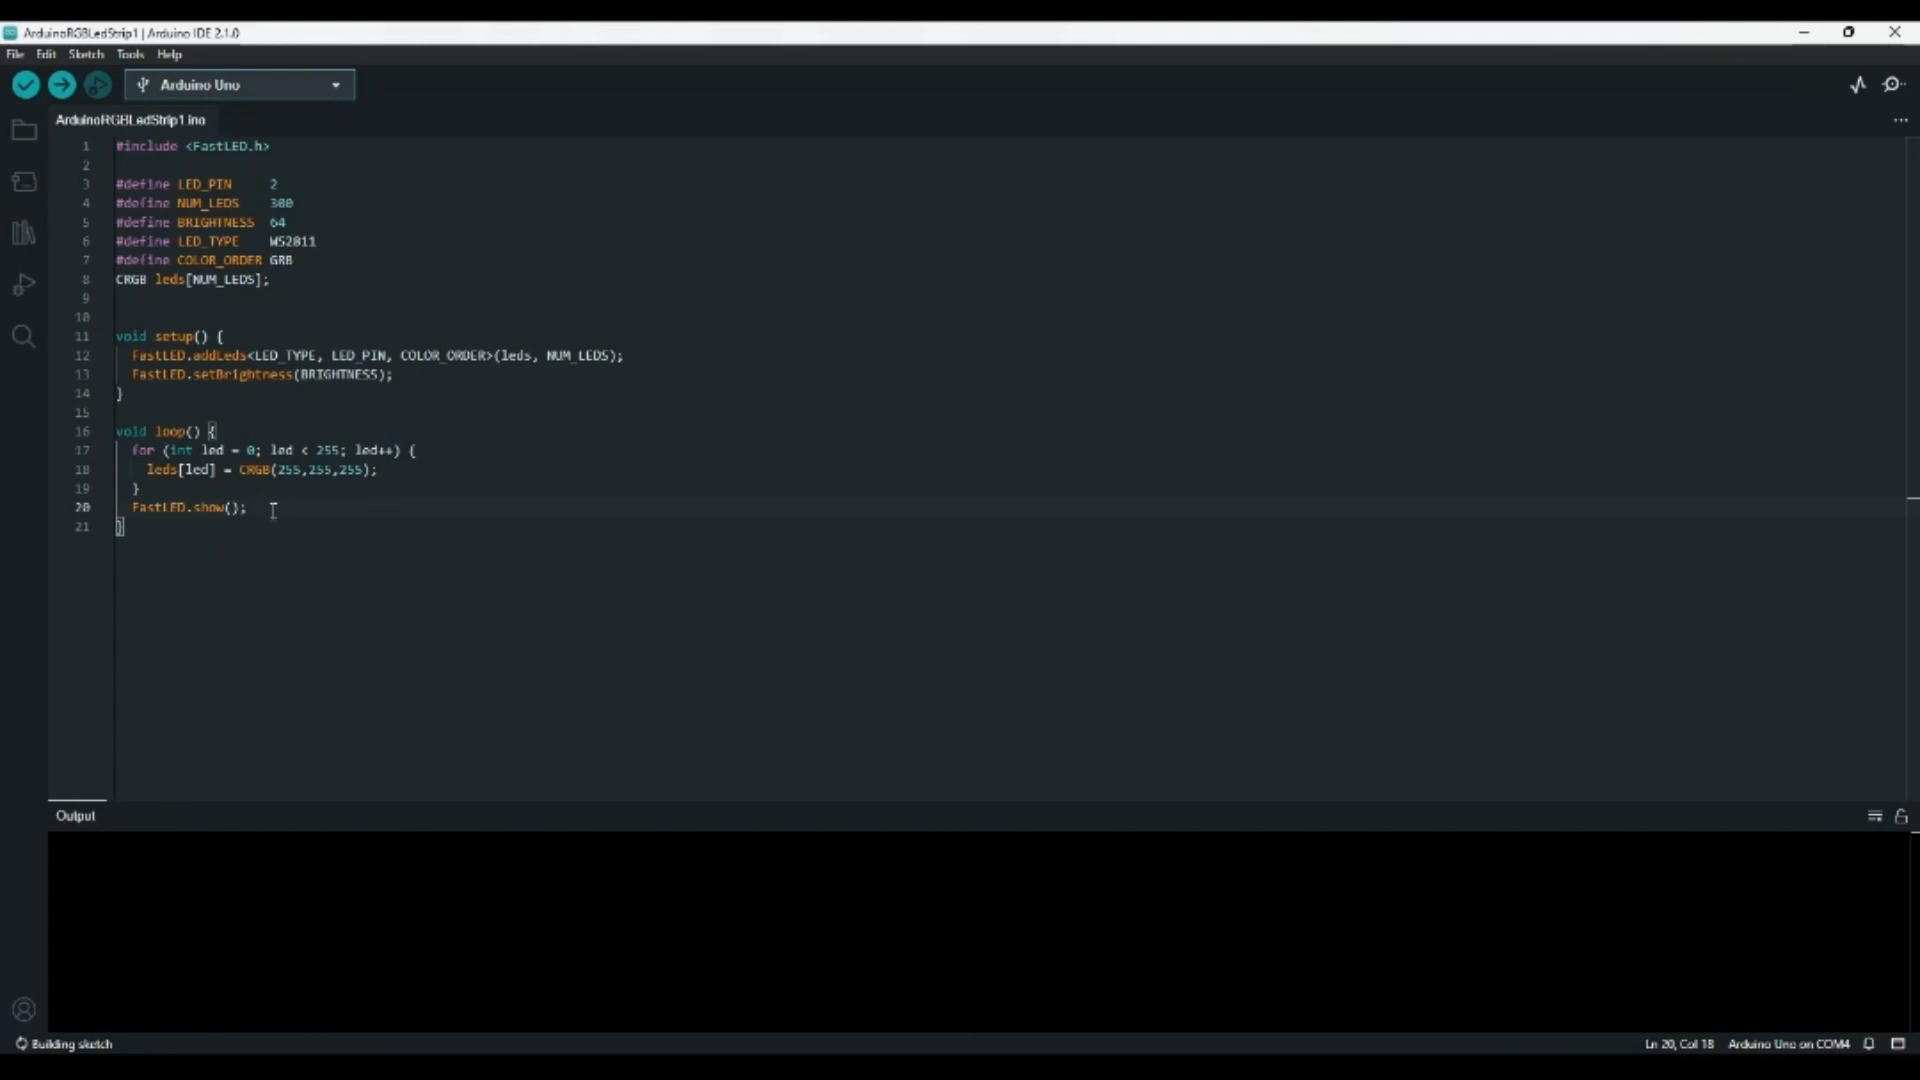 ArduinoRGBLedStrip1 | Arduino IDE 2.1.0
File Edit Sketch Tools Help
Arduino Uno
ArduinoRGBLedStrip1.ino
1 #include <FastLED.h>
2
3 #define LED_PIN 2
4 #define NUM_LEDS 300
5 #define BRIGHTNESS 64
6 #define LED_TYPE WS2811
7 #define COLOR_ORDER GRB
8 CRGB leds[NUM_LEDS];
9
10
11 void setup() {
12 FastLED.addLeds<LED_TYPE, LED_PIN, COLOR_ORDER>(leds, NUM_LEDS);
13 FastLED.setBrightness(BRIGHTNESS);
14 }
15
16 void loop() {
17 for (int led = 0; led < 255; led++) {
18 leds[led] = CRGB(255,255,255);
19 }
20 FastLED.show();
21 }
Output
Building sketch
Ln 20, Col 18 Arduino Uno on COM4